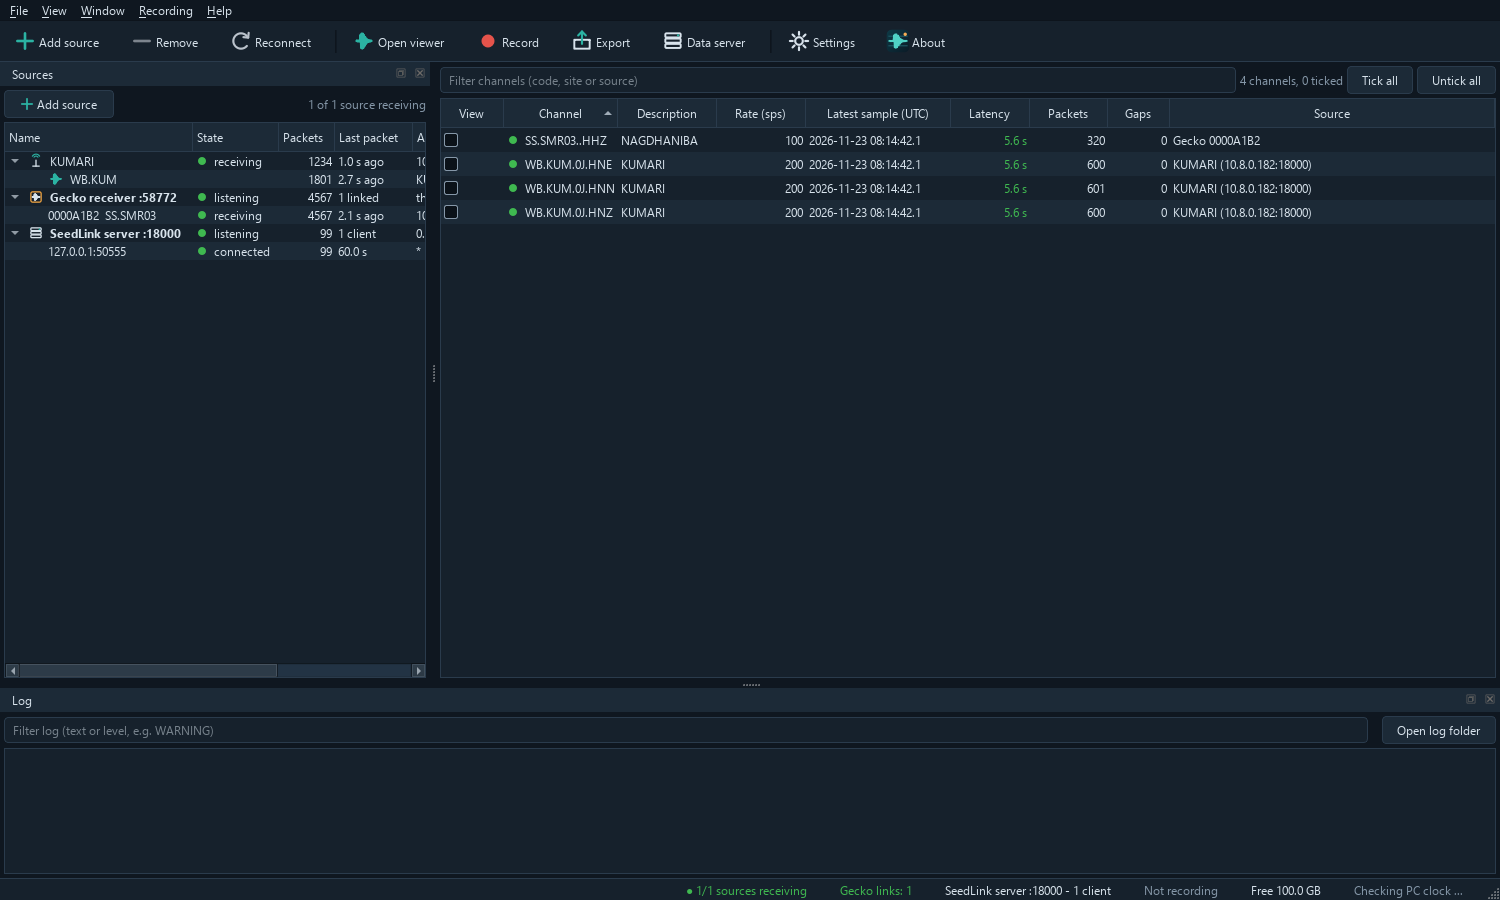 File View Window Recording Help
Add source Remove Reconnect Open viewer Record Export Data server Settings About
Sources
Add source 1 of 1 source receiving
Name State Packets Last packet A
KUMARI receiving 1234 1.0 s ago 10
WB.KUM 1801 2.7 s ago KU
Gecko receiver :58772 listening 4567 1 linked th
0000A1B2 SS.SMR03 receiving 4567 2.1 s ago 10
SeedLink server :18000 listening 99 1 client 0.
127.0.0.1:50555 connected 99 60.0 s *
Filter channels (code, site or source) 4 channels, 0 ticked Tick all Untick all
View Channel Description Rate (sps) Latest sample (UTC) Latency Packets Gaps Source
SS.SMR03..HHZ NAGDHANIBA 100 2026-11-23 08:14:42.1 5.6 s 320 0 Gecko 0000A1B2
WB.KUM.0J.HNE KUMARI 200 2026-11-23 08:14:42.1 5.6 s 600 0 KUMARI (10.8.0.182:18000)
WB.KUM.0J.HNN KUMARI 200 2026-11-23 08:14:42.1 5.6 s 601 0 KUMARI (10.8.0.182:18000)
WB.KUM.0J.HNZ KUMARI 200 2026-11-23 08:14:42.1 5.6 s 600 0 KUMARI (10.8.0.182:18000)
Log
Filter log (text or level, e.g. WARNING) Open log folder
1/1 sources receiving Gecko links: 1 SeedLink server :18000 - 1 client Not recording Free 100.0 GB Checking PC clock ...